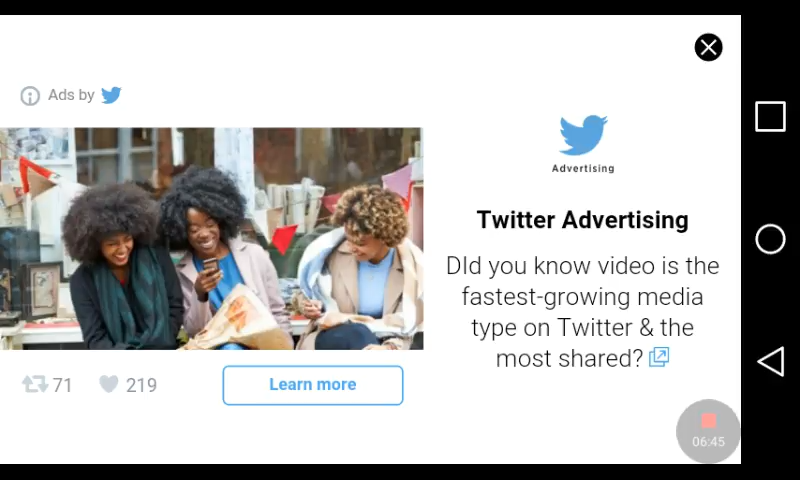 Ads by
Advertising
Twitter Advertising
DId you know video is the
fastest-growing media
type on Twitter & the
most shared?
71 219
Learn more
06:45